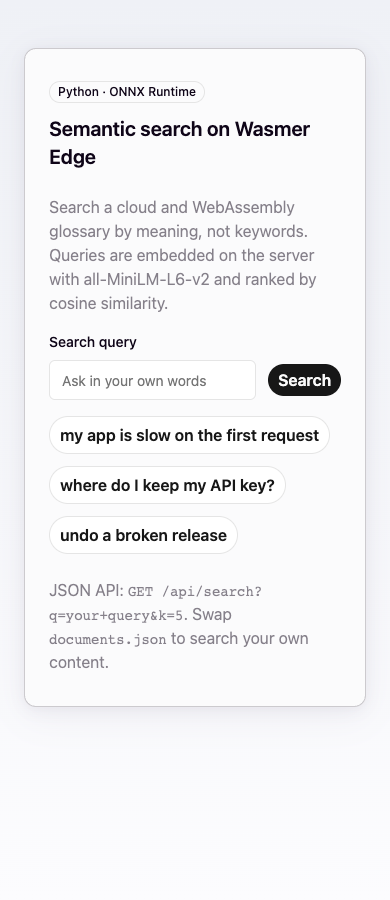 Python · ONNX Runtime
Semantic search on Wasmer
Edge
Search a cloud and WebAssembly
glossary by meaning, not keywords.
Queries are embedded on the server
with all-MiniLM-L6-v2 and ranked by
cosine similarity.
Search query
Ask in your own words
Search
my app is slow on the first request
where do I keep my API key?
undo a broken release
JSON API: GET /api/search?
q=your+query&k=5. Swap
documents.json to search your own
content.